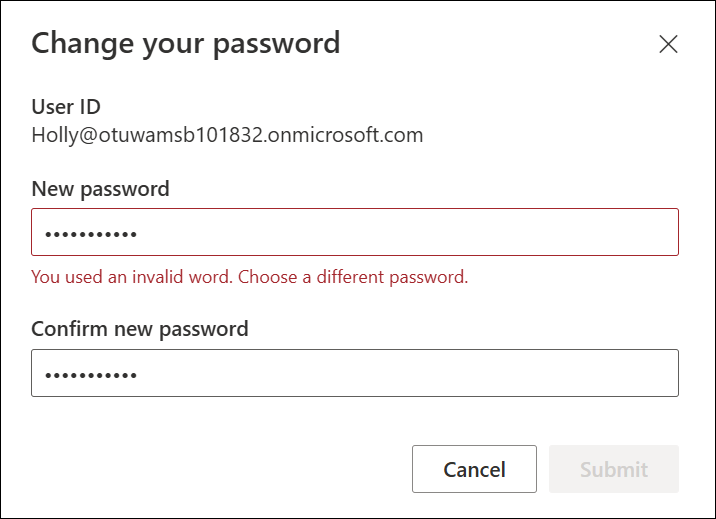 Change your password
User ID
Holly@otuwamsb101832.onmicrosoft.com
New password
•••••••••••
You used an invalid word. Choose a different password.
Confirm new password
•••••••••••
Cancel
Submit